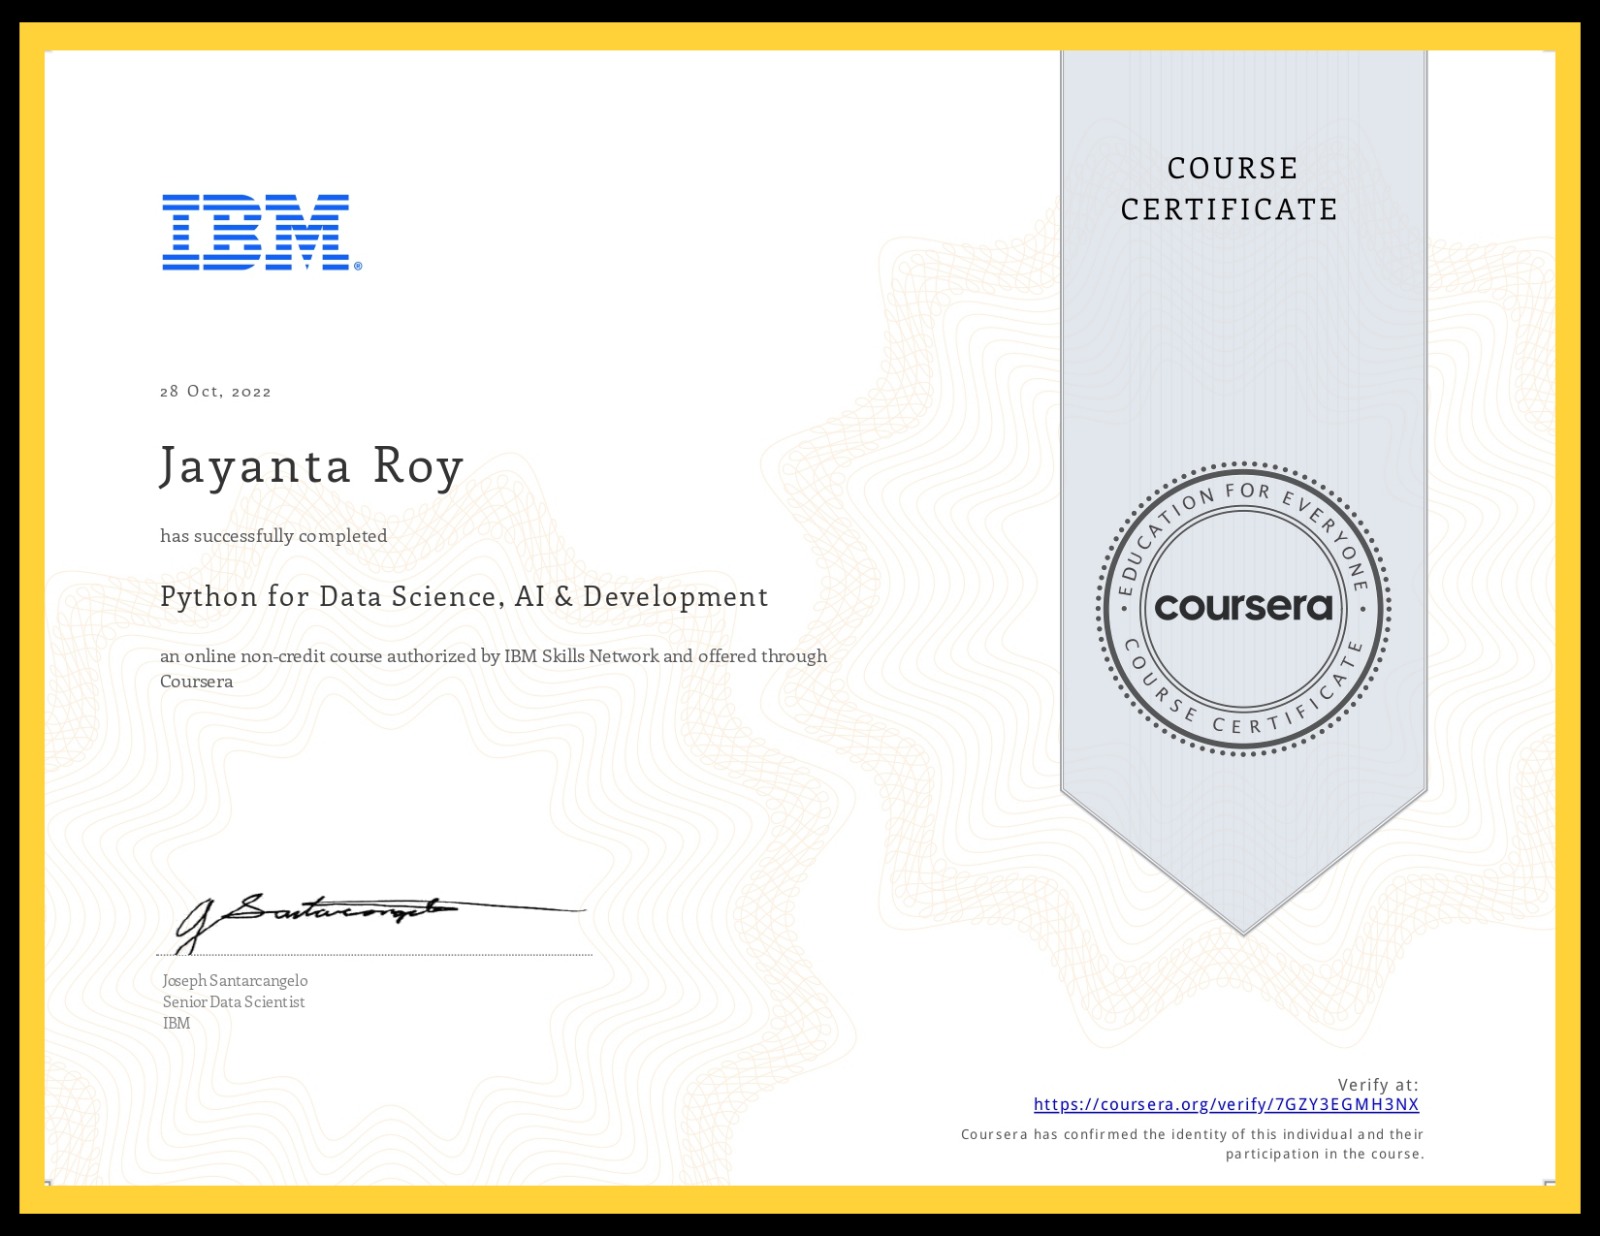 COURSE
CERTIFICATE
IBM®
28 Oct, 2022
Jayanta Roy
has successfully completed
Python for Data Science, AI & Development
an online non-credit course authorized by IBM Skills Network and offered through
Coursera
EDUCATION FOR EVERYONE
coursera
COURSE CERTIFICATE
J Santarcangelo
Joseph Santarcangelo
Senior Data Scientist
IBM
Verify at:
https://coursera.org/verify/7GZY3EGMH3NX
Coursera has confirmed the identity of this individual and their
participation in the course.